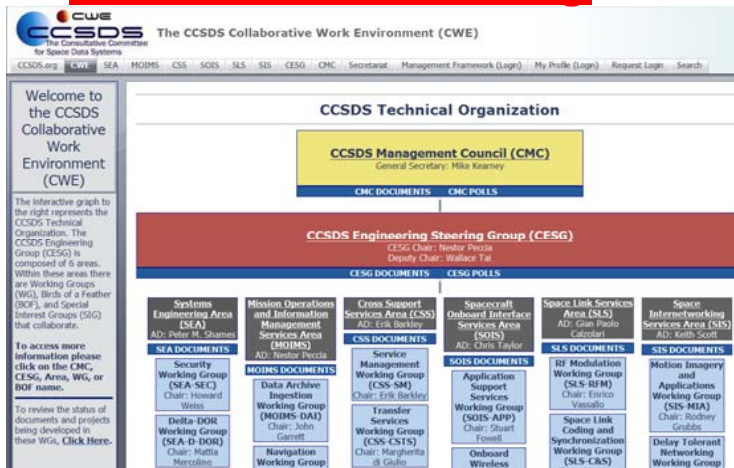 CWE
CCSDS
The Consultative Committee
for Space Data Systems
The CCSDS Collaborative Work Environment (CWE)
CCSDS.org CWE SEA MOIMS CSS SOIS SLS SIS CESG CMC Secretariat Management Framework (Login) My Profile (Login) Request Login Search
Welcome to
the CCSDS
Collaborative
Work
Environment
(CWE)
The interactive graph to
the right represents the
CCSDS Technical
Organization. The
CCSDS Engineering
Group (CESG) is
composed of 6 areas.
Within these areas there
are Working Groups
(WG), Birds of a Feather
(BOF), and Special
Interest Groups (SIG)
that collaborate.
To access more
information please
click on the CMC,
CESG, Area, WG, or
BOF name.
To review the status of
documents and projects
being developed in
these WGs, Click Here.
CCSDS Technical Organization
CCSDS Management Council (CMC)
General Secretary: Mike Kearney
CMC DOCUMENTS CMC POLLS
CCSDS Engineering Steering Group (CESG)
CESG Chair: Nestor Peccia
Deputy Chair: Wallace Tai
CESG DOCUMENTS CESG POLLS
Systems
Engineering Area
(SEA)
AD: Peter M. Shames
SEA DOCUMENTS
Security
Working Group
(SEA-SEC)
Chair: Howard
Weiss
Delta-DOR
Working Group
(SEA-D-DOR)
Chair: Mattia
Mercolino
Mission Operations
and Information
Management
Services Area
(MOIMS)
AD: Nestor Peccia
MOIMS DOCUMENTS
Data Archive
Ingestion
Working Group
(MOIMS-DAI)
Chair: John
Garrett
Navigation
Working Group
Cross Support
Services Area (CSS)
AD: Erik Barkley
CSS DOCUMENTS
Service
Management
Working Group
(CSS-SM)
Chair: Erik Barkley
Transfer
Services
Working Group
(CSS-CSTS)
Chair: Margherita
di Giulio
Spacecraft
Onboard Interface
Services Area
(SOIS)
AD: Chris Taylor
SOIS DOCUMENTS
Application
Support
Services
Working Group
(SOIS-APP)
Chair: Stuart
Fowell
Onboard
Wireless
Space Link Services
Area (SLS)
AD: Gian Paolo
Calzolari
SLS DOCUMENTS
RF Modulation
Working Group
(SLS-RFM)
Chair: Enrico
Vassallo
Space Link
Coding and
Synchronization
Working Group
(SLS-C&S)
Space
Internetworking
Services Area (SIS)
AD: Keith Scott
SIS DOCUMENTS
Motion Imagery
and
Applications
Working Group
(SIS-MIA)
Chair: Rodney
Grubbs
Delay Tolerant
Networking
Working Group